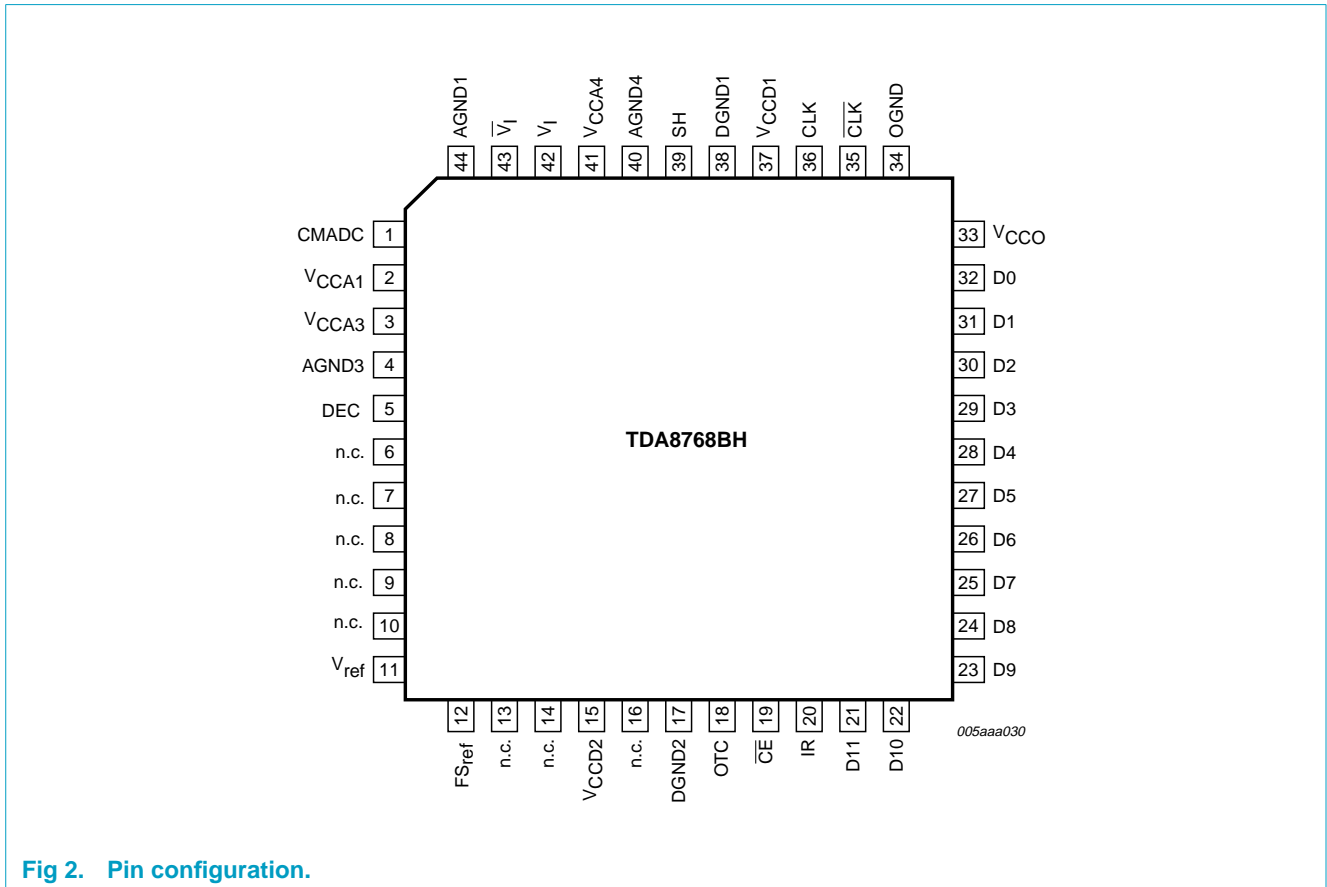 AGND1
V̅I
VI
VCCA4
AGND4
SH
DGND1
VCCD1
CLK
C̅L̅K̅
OGND
44 43 42 41 40 39 38 37 36 35 34
CMADC 1
VCCA1 2
VCCA3 3
AGND3 4
DEC 5
n.c. 6
n.c. 7
n.c. 8
n.c. 9
n.c. 10
Vref 11
TDA8768BH
33 VCCO
32 D0
31 D1
30 D2
29 D3
28 D4
27 D5
26 D6
25 D7
24 D8
23 D9
12 13 14 15 16 17 18 19 20 21 22
FSref
n.c.
n.c.
VCCD2
n.c.
DGND2
OTC
C̅E̅
IR
D11
D10
005aaa030
Fig 2. Pin configuration.